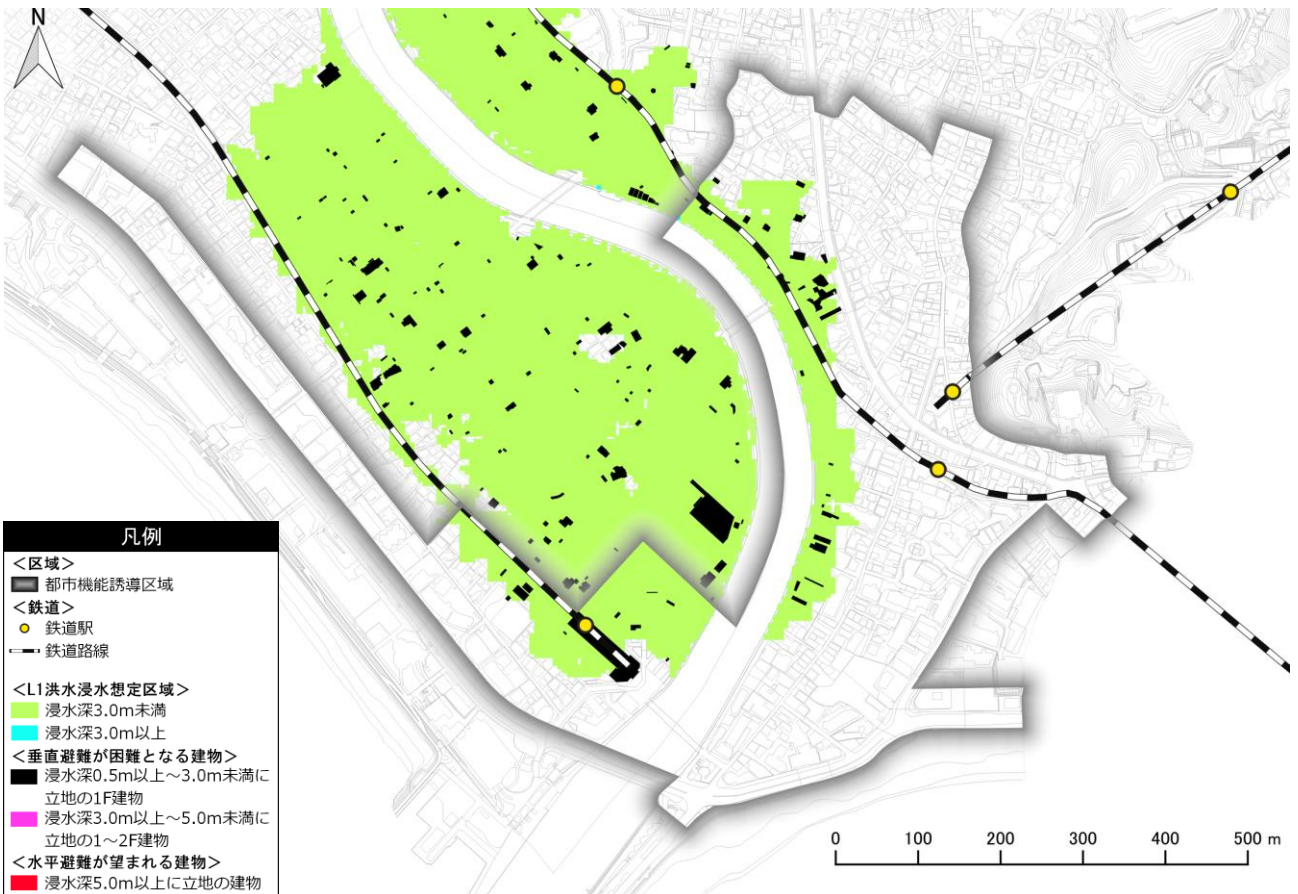 N
凡例
<区域>
都市機能誘導区域
<鉄道>
鉄道駅
鉄道路線
<L1洪水浸水想定区域>
浸水深3.0m未満
浸水深3.0m以上
<垂直避難が困難となる建物>
浸水深0.5m以上~3.0m未満に
立地の1F建物
浸水深3.0m以上~5.0m未満に
立地の1~2F建物
<水平避難が望まれる建物>
浸水深5.0m以上に立地の建物
0 100 200 300 400 500 m